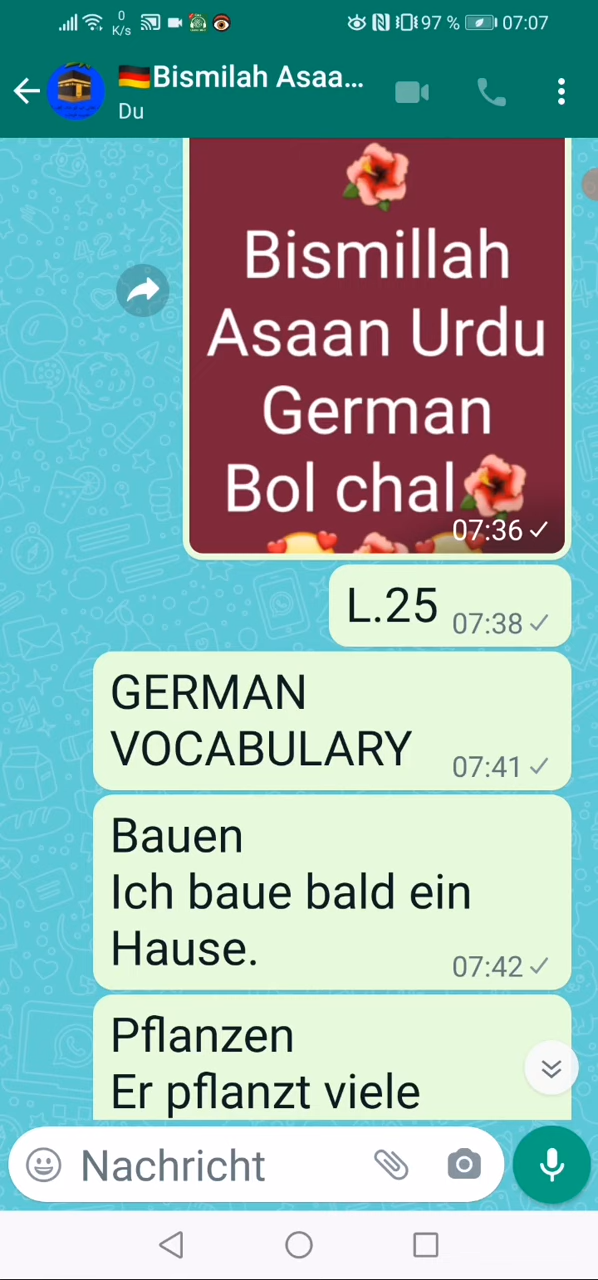 0
K/s
97 %
07:07
Bismilah Asaa...
Du
Bismillah
Asaan Urdu
German
Bol chal
07:36
L.25
07:38
GERMAN
VOCABULARY
07:41
Bauen
Ich baue bald ein
Hause.
07:42
Pflanzen
Er pflanzt viele
Nachricht